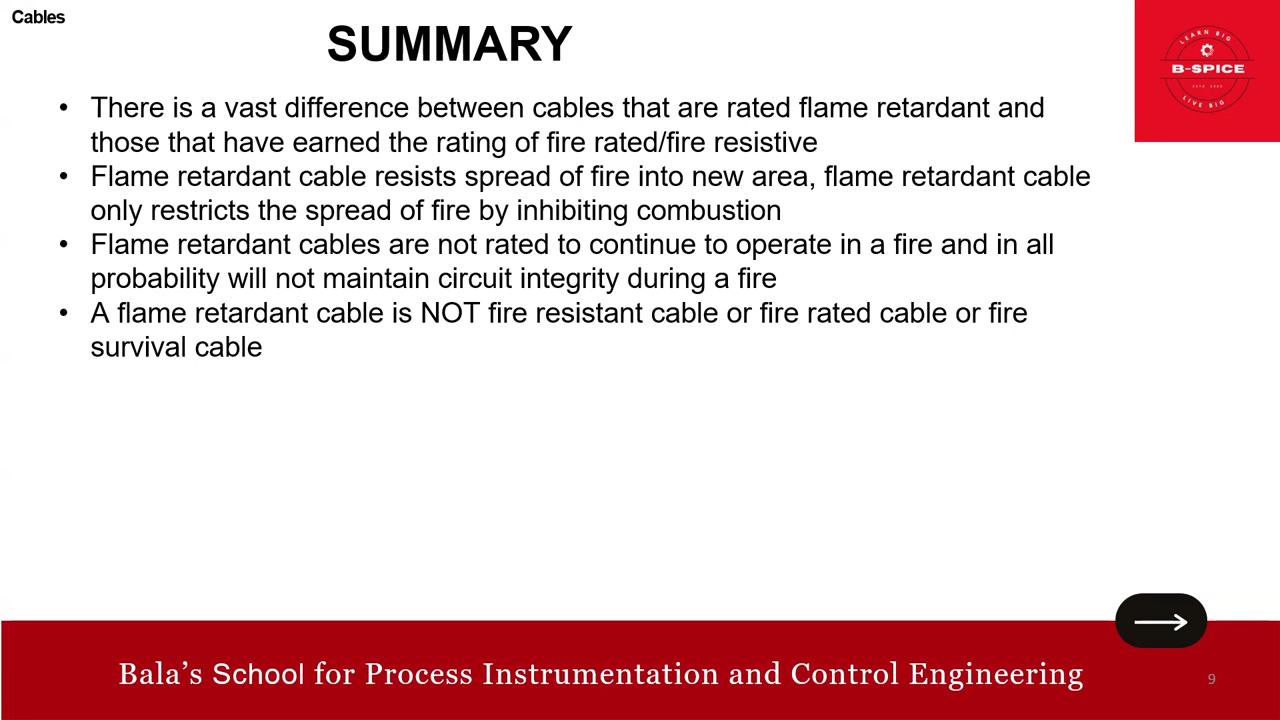 Cables
SUMMARY
LEARN BIG
B-SPICE
LIVE BIG
• There is a vast difference between cables that are rated flame retardant and
those that have earned the rating of fire rated/fire resistive
• Flame retardant cable resists spread of fire into new area, flame retardant cable
only restricts the spread of fire by inhibiting combustion
• Flame retardant cables are not rated to continue to operate in a fire and in all
probability will not maintain circuit integrity during a fire
• A flame retardant cable is NOT fire resistant cable or fire rated cable or fire
survival cable
Bala’s School for Process Instrumentation and Control Engineering
9